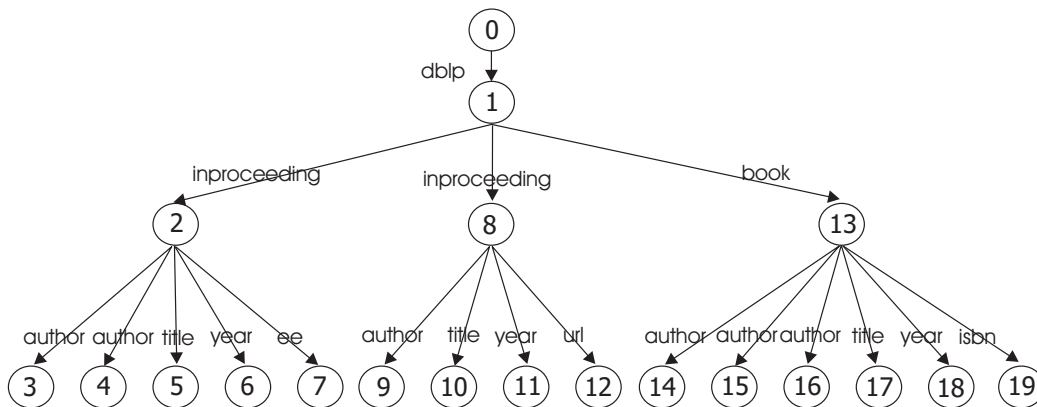 0
dblp
1
inproceeding inproceeding book
2 8 13
author author title year ee author title year url author author author title year isbn
3 4 5 6 7 9 10 11 12 14 15 16 17 18 19